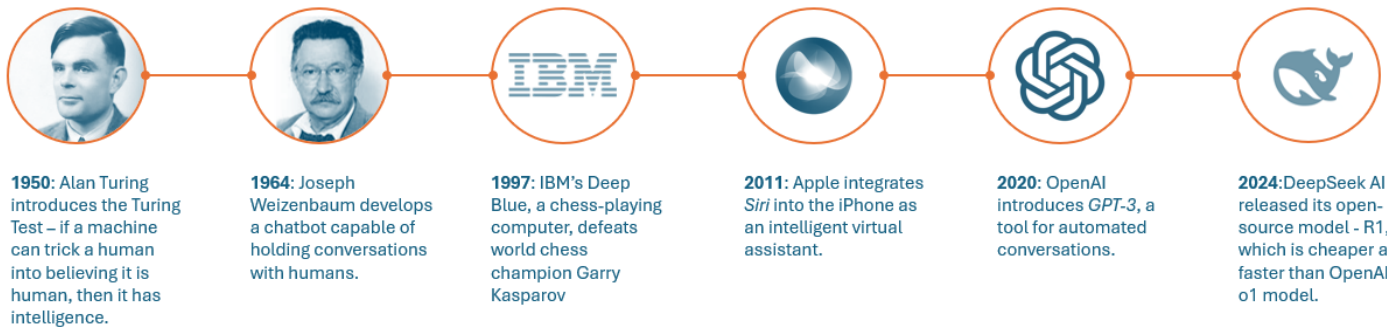 IBM
1950: Alan Turing
introduces the Turing
Test – if a machine
can trick a human
into believing it is
human, then it has
intelligence.
1964: Joseph
Weizenbaum develops
a chatbot capable of
holding conversations
with humans.
1997: IBM's Deep
Blue, a chess-playing
computer, defeats
world chess
champion Garry
Kasparov
2011: Apple integrates
Siri into the iPhone as
an intelligent virtual
assistant.
2020: OpenAI
introduces GPT-3, a
tool for automated
conversations.
2024:DeepSeek AI
released its open-
source model - R1,
which is cheaper
faster than OpenAI
o1 model.